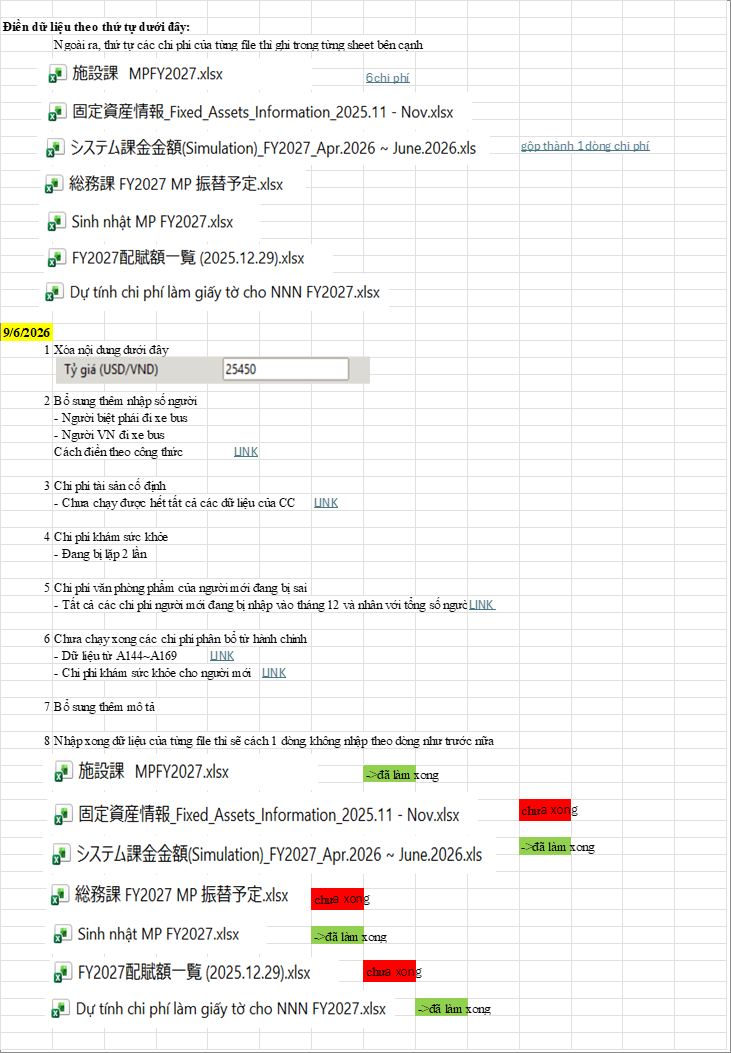 Điền dữ liệu theo thứ tự dưới đây:
Ngoài ra, thứ tự các chi phí của từng file thì ghi trong từng sheet bên cạnh
施設課 MPFY2027.xlsx 6 chi phí
固定資産情報_Fixed_Assets_Information_2025.11 - Nov.xlsx
システム課金金額(Simulation)_FY2027_Apr.2026 ~ June.2026.xls gộp thành 1 dòng chi phí
総務課 FY2027 MP 振替予定.xlsx
Sinh nhật MP FY2027.xlsx
FY2027配賦額一覧 (2025.12.29).xlsx
Dự tính chi phí làm giấy tờ cho NNN FY2027.xlsx
9/6/2026
1 Xóa nội dung dưới đây
Tỷ giá (USD/VND) 25450
2 Bổ sung thêm nhập số người
- Người biệt phái đi xe bus
- Người VN đi xe bus
Cách điền theo công thức LINK
3 Chi phí tài sản cố định
- Chưa chạy được hết tất cả các dữ liệu của CC LINK
4 Chi phí khám sức khỏe
- Đang bị lặp 2 lần
5 Chi phí văn phòng phẩm của người mới đang bị sai
- Tất cả các chi phí người mới đang bị nhập vào tháng 12 và nhân với tổng số ngườ LINK
6 Chưa chạy xong các chi phí phân bổ từ hành chính
- Dữ liệu từ A144~A169 LINK
- Chi phí khám sức khỏe cho người mới LINK
7 Bổ sung thêm mô tả
8 Nhập xong dữ liệu của từng file thì sẽ cách 1 dòng, không nhập theo dòng như trước nữa
施設課 MPFY2027.xlsx ->đã làm xong
固定資産情報_Fixed_Assets_Information_2025.11 - Nov.xlsx chưa xong
システム課金金額(Simulation)_FY2027_Apr.2026 ~ June.2026.xls ->đã làm xong
総務課 FY2027 MP 振替予定.xlsx chưa xong
Sinh nhật MP FY2027.xlsx ->đã làm xong
FY2027配賦額一覧 (2025.12.29).xlsx chưa xong
Dự tính chi phí làm giấy tờ cho NNN FY2027.xlsx ->đã làm xong